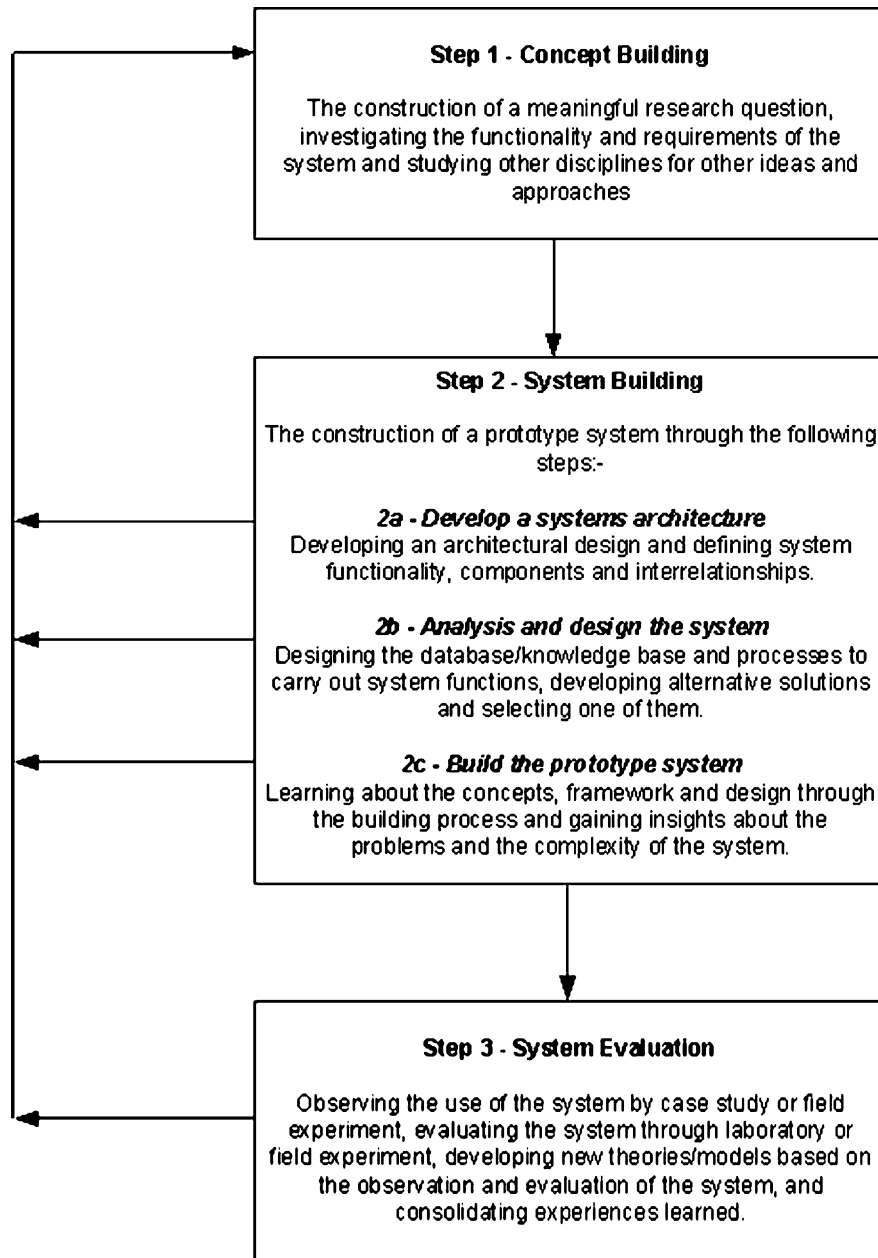 Step 1 - Concept Building
The construction of a meaningful research question,
investigating the functionality and requirements of the
system and studying other disciplines for other ideas and
approaches
Step 2 - System Building
The construction of a prototype system through the following
steps:-
2a - Develop a systems architecture
Developing an architectural design and defining system
functionality, components and interrelationships.
2b - Analysis and design the system
Designing the database/knowledge base and processes to
carry out system functions, developing alternative solutions
and selecting one of them.
2c - Build the prototype system
Learning about the concepts, framework and design through
the building process and gaining insights about the
problems and the complexity of the system.
Step 3 - System Evaluation
Observing the use of the system by case study or field
experiment, evaluating the system through laboratory or
field experiment, developing new theories/models based on
the observation and evaluation of the system, and
consolidating experiences learned.